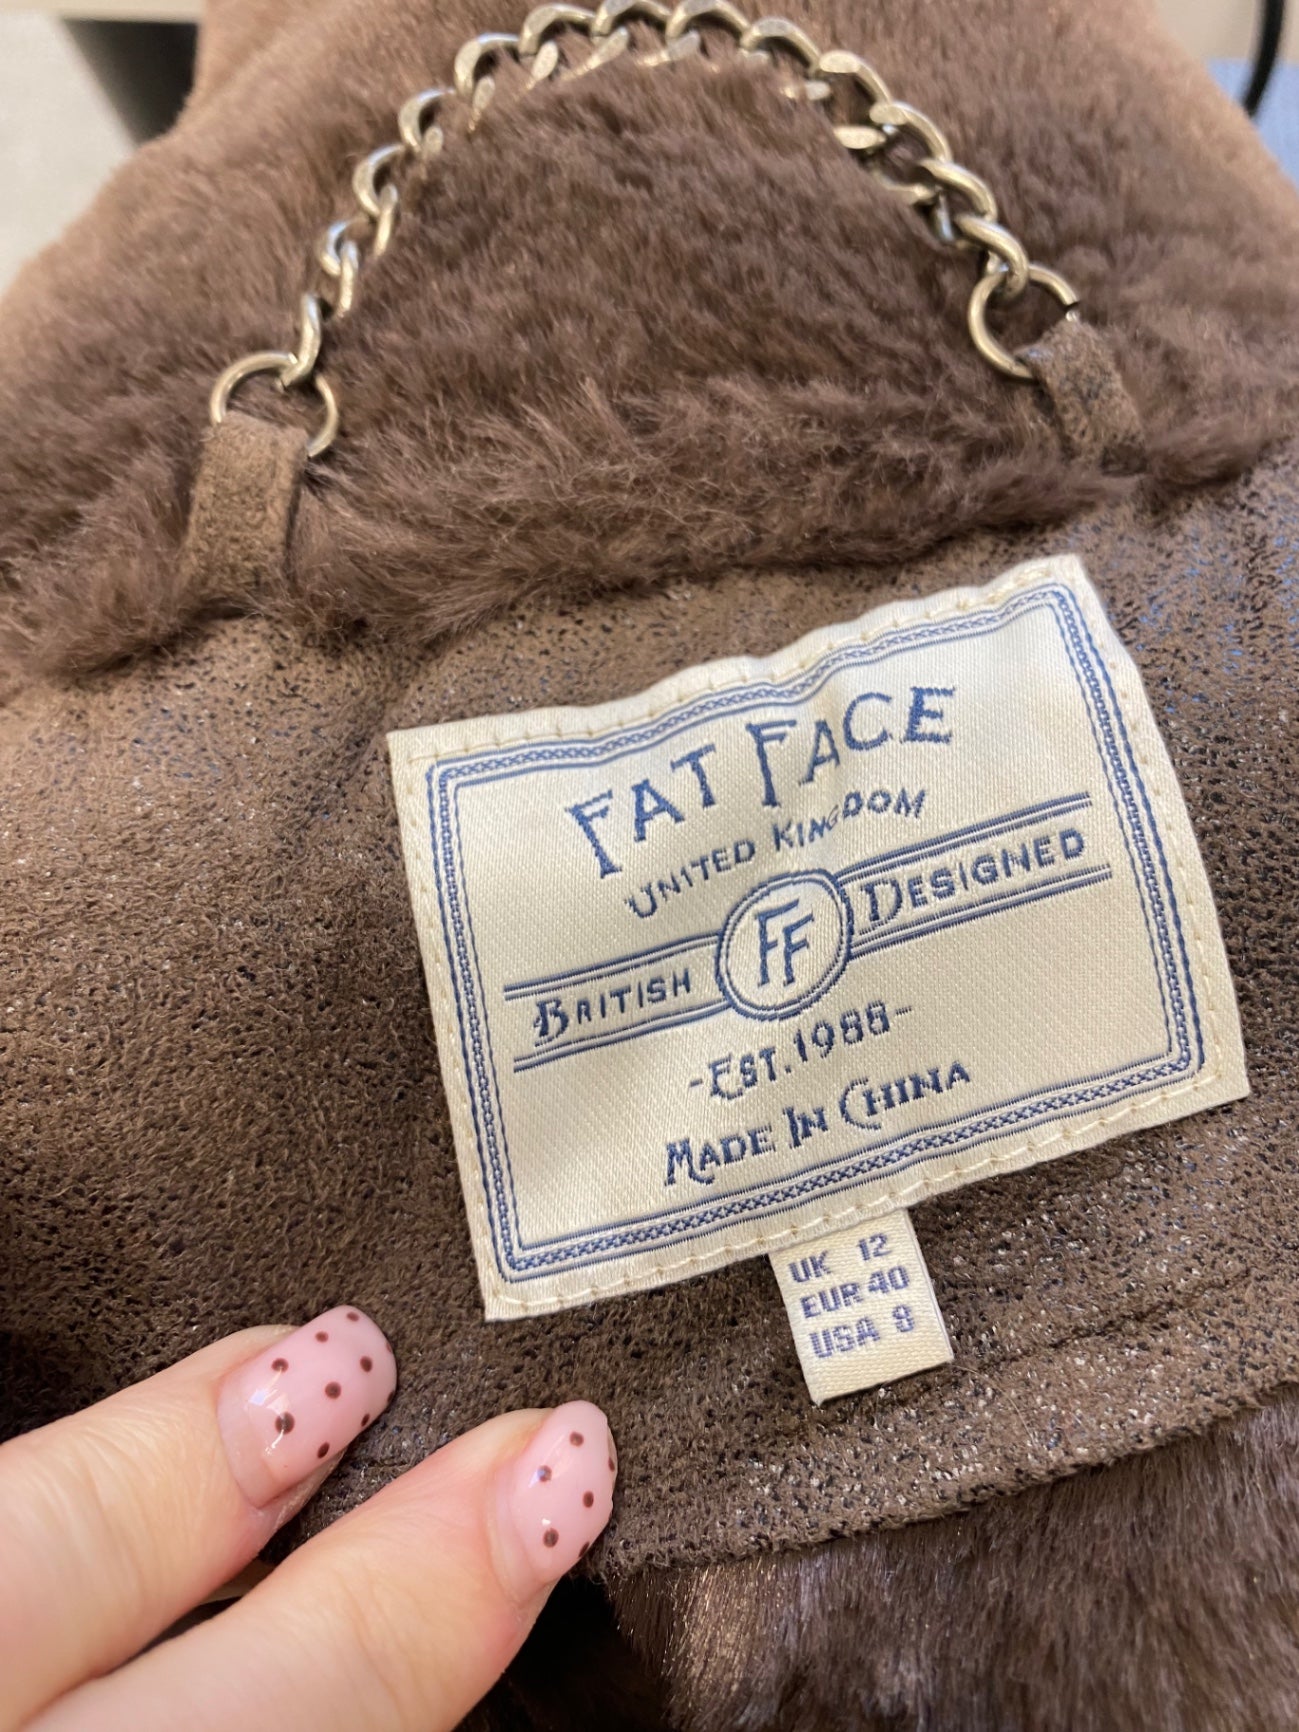 FAT FACE
UNITED KINGDOM
BRITISH FF DESIGNED
-EST. 1988-
MADE IN CHINA
UK 12
EUR 40
USA 8